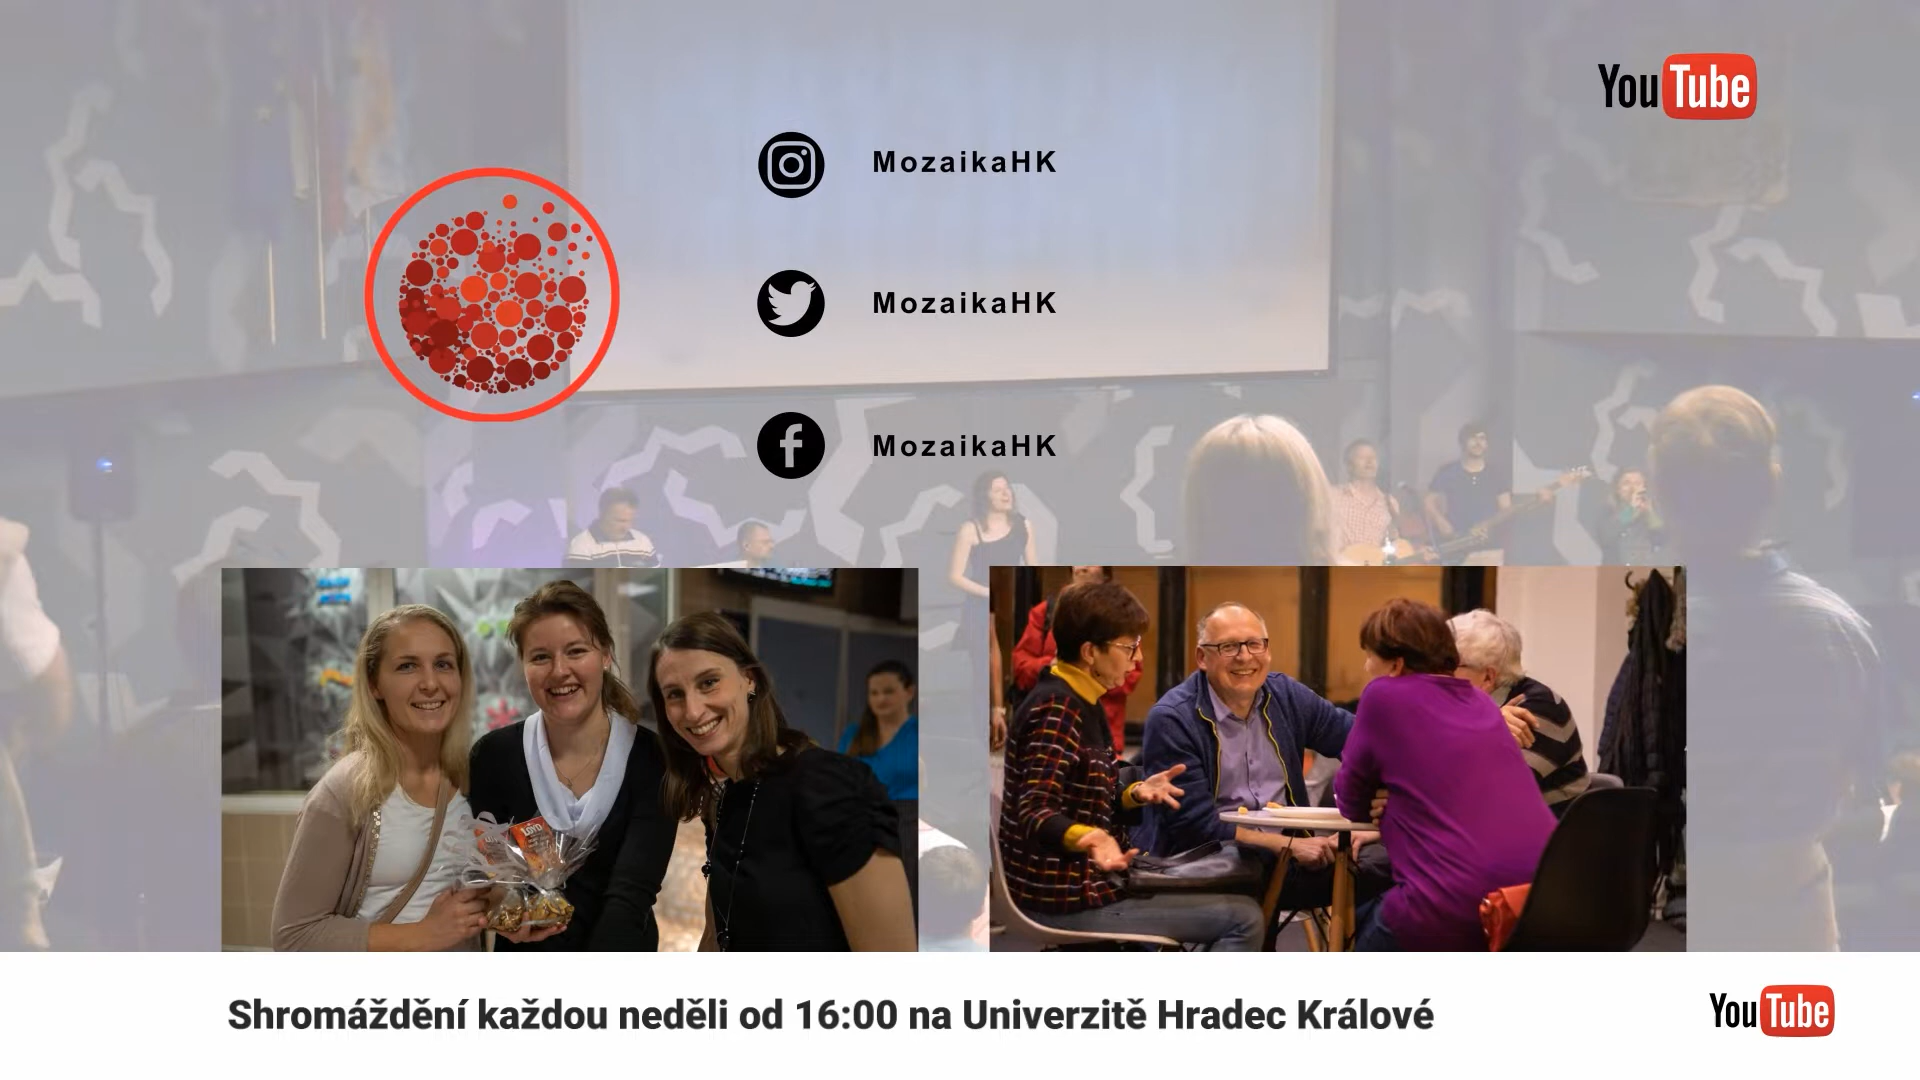 YouTube
MozaikaHK
MozaikaHK
MozaikaHK
Shromáždění každou neděli od 16:00 na Univerzitě Hradec Králové
YouTube